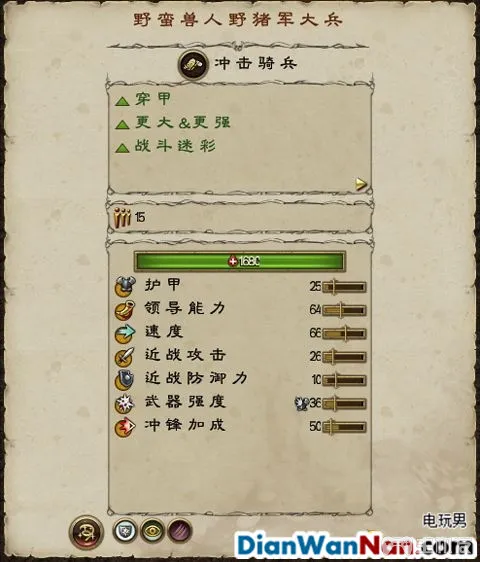 野蛮兽人野猪军大兵
冲击骑兵
穿甲
更大&更强
战斗迷彩
15
护甲 25
领导能力 64
速度 66
近战攻击 26
近战防御力 10
武器强度 36
冲锋加成 50
电玩男
DianWanNan.com